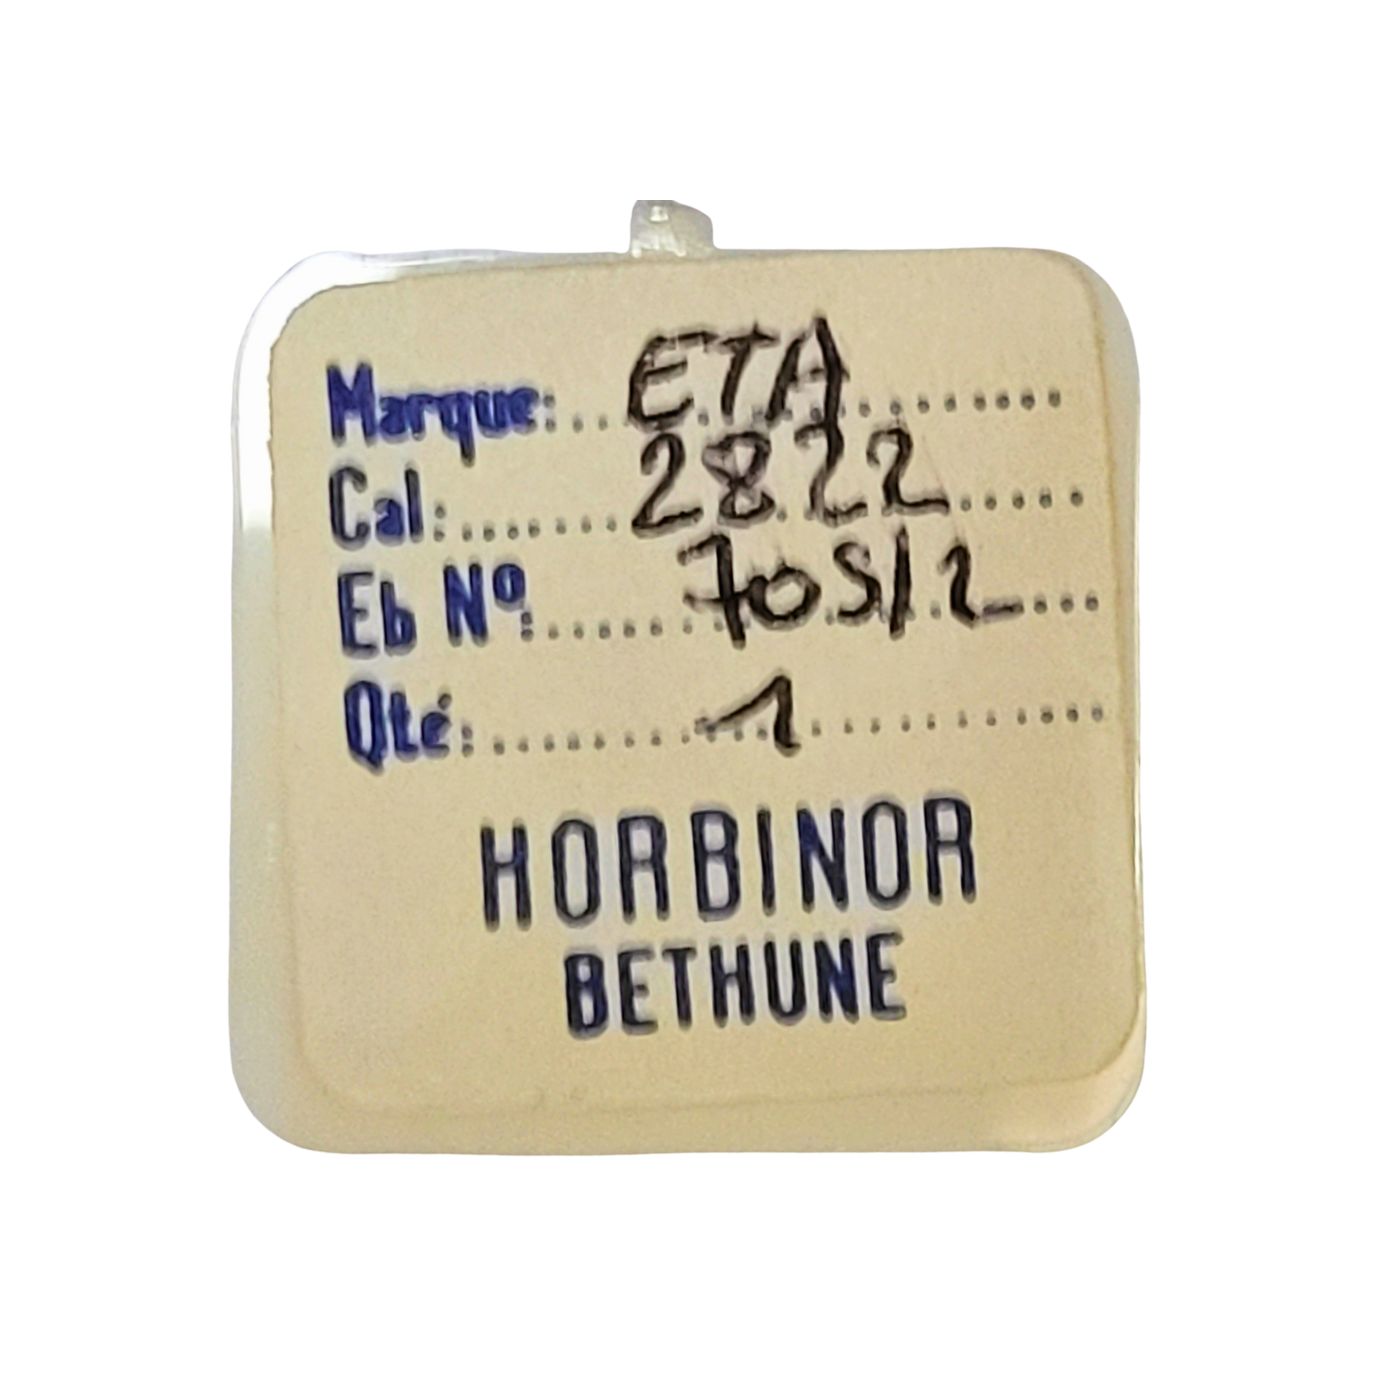 Marque: ETA
Cal: 2822
Eb Nº: 705/2
Qté: 1
HORBINOR
BETHUNE